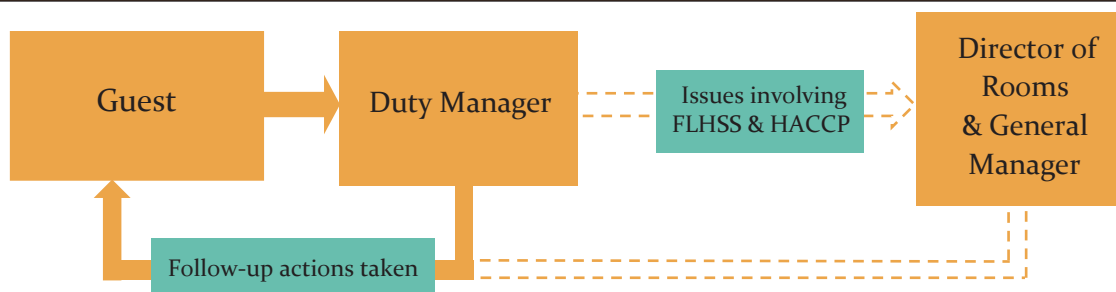 Guest
Duty Manager
Issues involving
FLHSS & HACCP
Director of
Rooms
& General
Manager
Follow-up actions taken